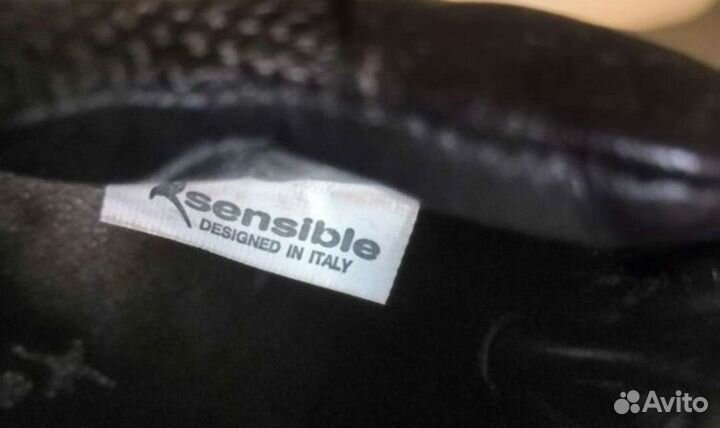 sensible
DESIGNED IN ITALY
Avito